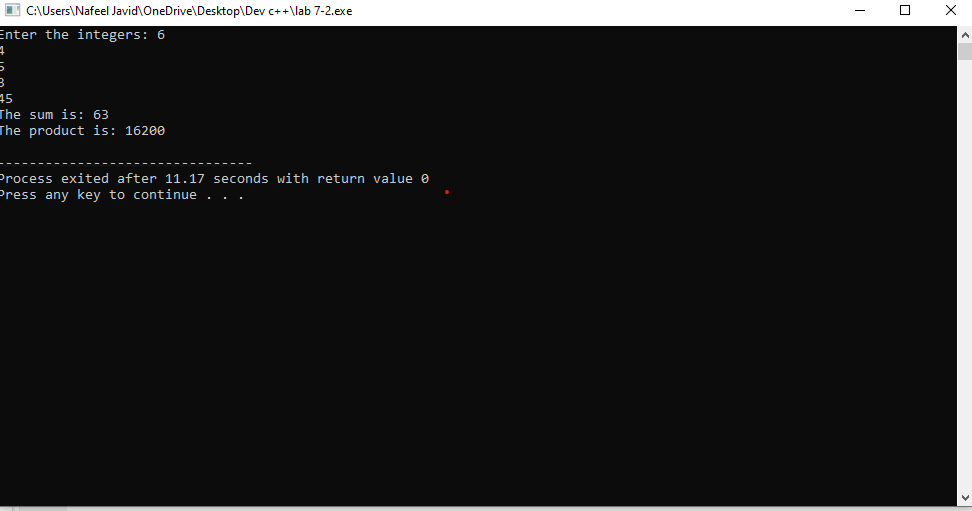 C:\Users\Nafeel Javid\OneDrive\Desktop\Dev c++\lab 7-2.exe
Enter the integers: 6
4
5
3
45
The sum is: 63
The product is: 16200
--------------------------------
Process exited after 11.17 seconds with return value 0
Press any key to continue . . .